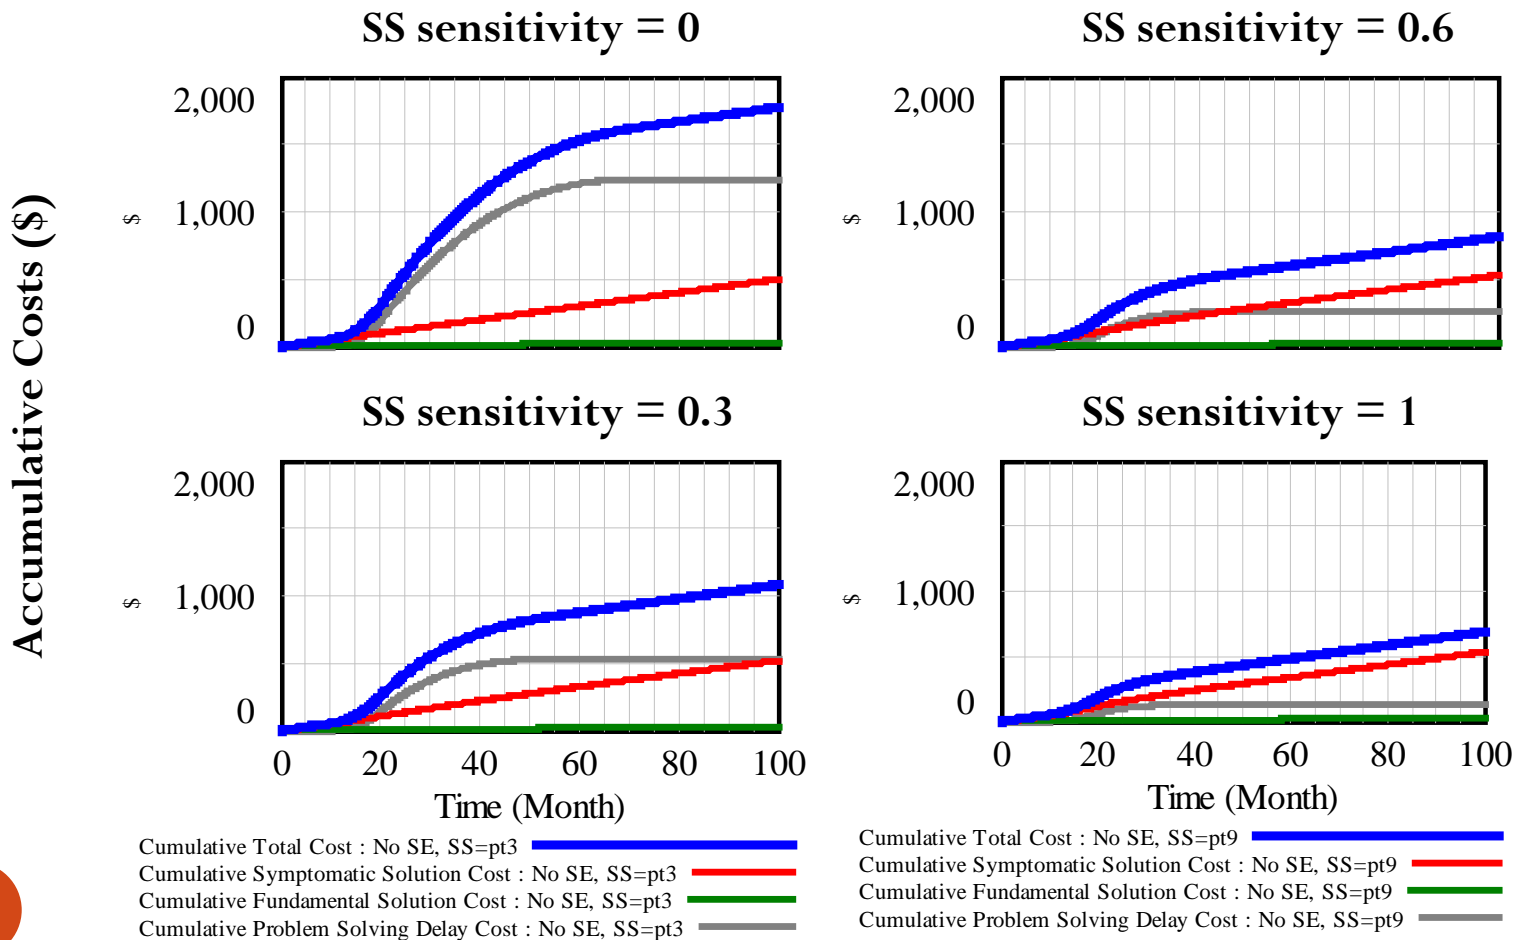 SS sensitivity = 0
SS sensitivity = 0.6
Accumulative Costs ($)
2,000
1,000
0
$
2,000
1,000
0
$
SS sensitivity = 0.3
SS sensitivity = 1
2,000
1,000
0
$
0 20 40 60 80 100
Time (Month)
2,000
1,000
0
$
0 20 40 60 80 100
Time (Month)
Cumulative Total Cost : No SE, SS=pt3
Cumulative Symptomatic Solution Cost : No SE, SS=pt3
Cumulative Fundamental Solution Cost : No SE, SS=pt3
Cumulative Problem Solving Delay Cost : No SE, SS=pt3
Cumulative Total Cost : No SE, SS=pt9
Cumulative Symptomatic Solution Cost : No SE, SS=pt9
Cumulative Fundamental Solution Cost : No SE, SS=pt9
Cumulative Problem Solving Delay Cost : No SE, SS=pt9